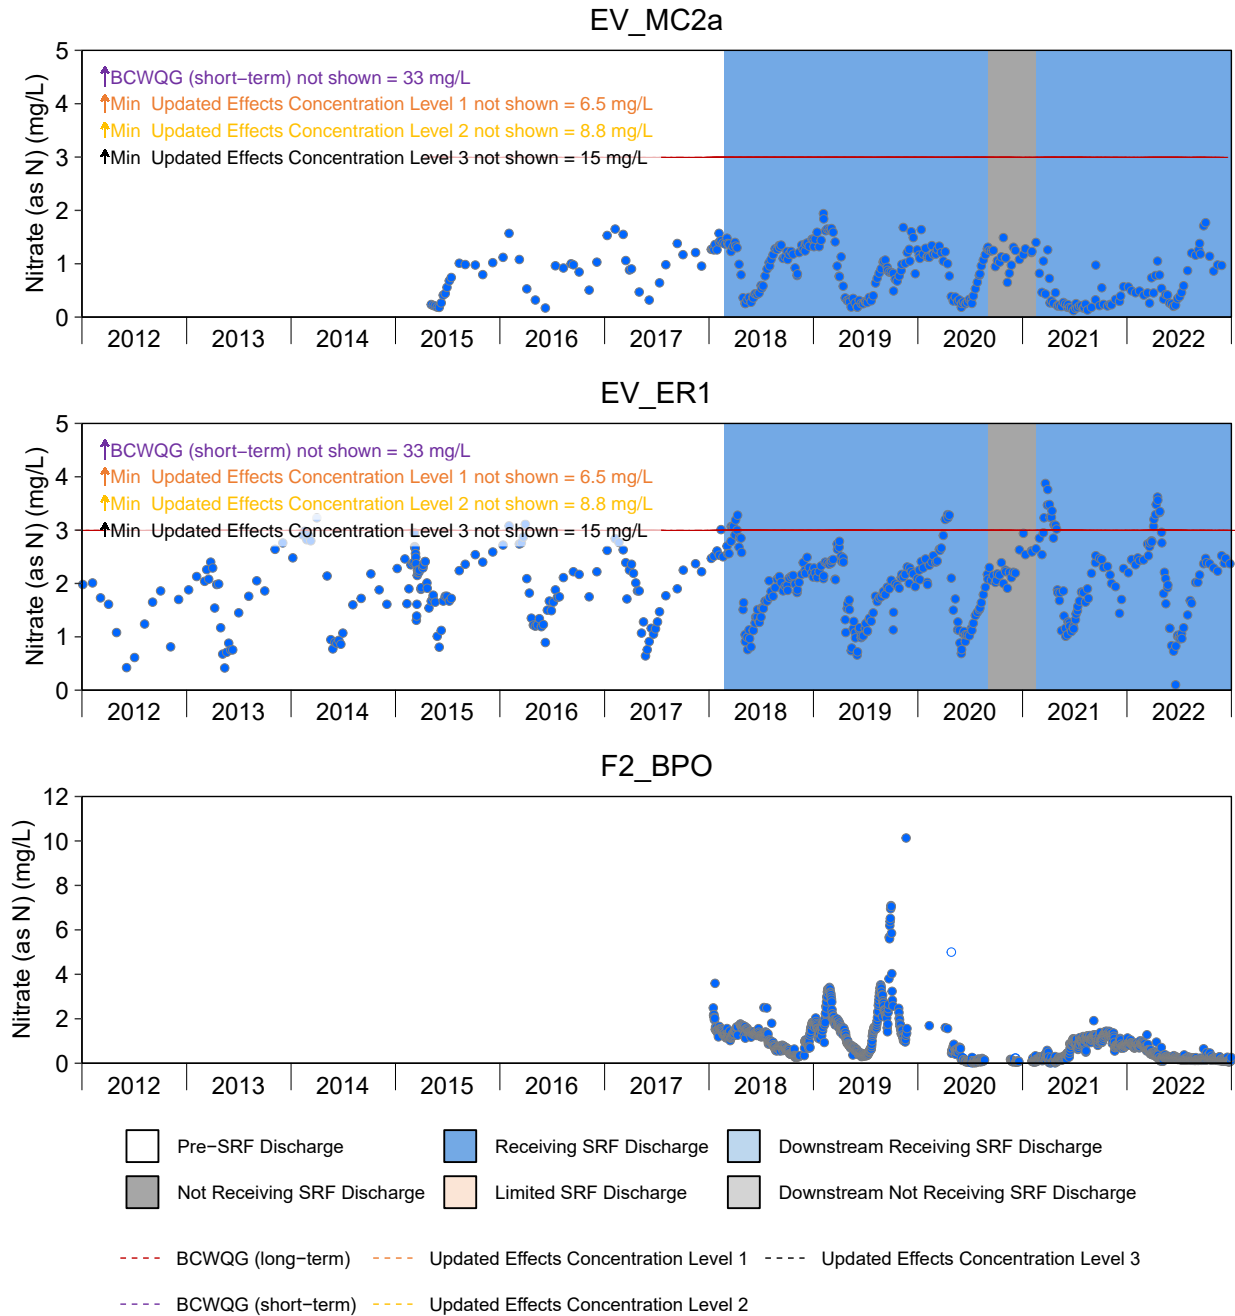 EV_MC2a
Nitrate (as N) (mg/L)
5
4
3
2
1
0
↑BCWQG (short−term) not shown = 33 mg/L
↑Min Updated Effects Concentration Level 1 not shown = 6.5 mg/L
↑Min Updated Effects Concentration Level 2 not shown = 8.8 mg/L
↑Min Updated Effects Concentration Level 3 not shown = 15 mg/L
2012 2013 2014 2015 2016 2017 2018 2019 2020 2021 2022
EV_ER1
Nitrate (as N) (mg/L)
5
4
3
2
1
0
↑BCWQG (short−term) not shown = 33 mg/L
↑Min Updated Effects Concentration Level 1 not shown = 6.5 mg/L
↑Min Updated Effects Concentration Level 2 not shown = 8.8 mg/L
↑Min Updated Effects Concentration Level 3 not shown = 15 mg/L
2012 2013 2014 2015 2016 2017 2018 2019 2020 2021 2022
F2_BPO
Nitrate (as N) (mg/L)
12
10
8
6
4
2
0
2012 2013 2014 2015 2016 2017 2018 2019 2020 2021 2022
Pre−SRF Discharge Receiving SRF Discharge Downstream Receiving SRF Discharge
Not Receiving SRF Discharge Limited SRF Discharge Downstream Not Receiving SRF Discharge
BCWQG (long−term) Updated Effects Concentration Level 1 Updated Effects Concentration Level 3
BCWQG (short−term) Updated Effects Concentration Level 2